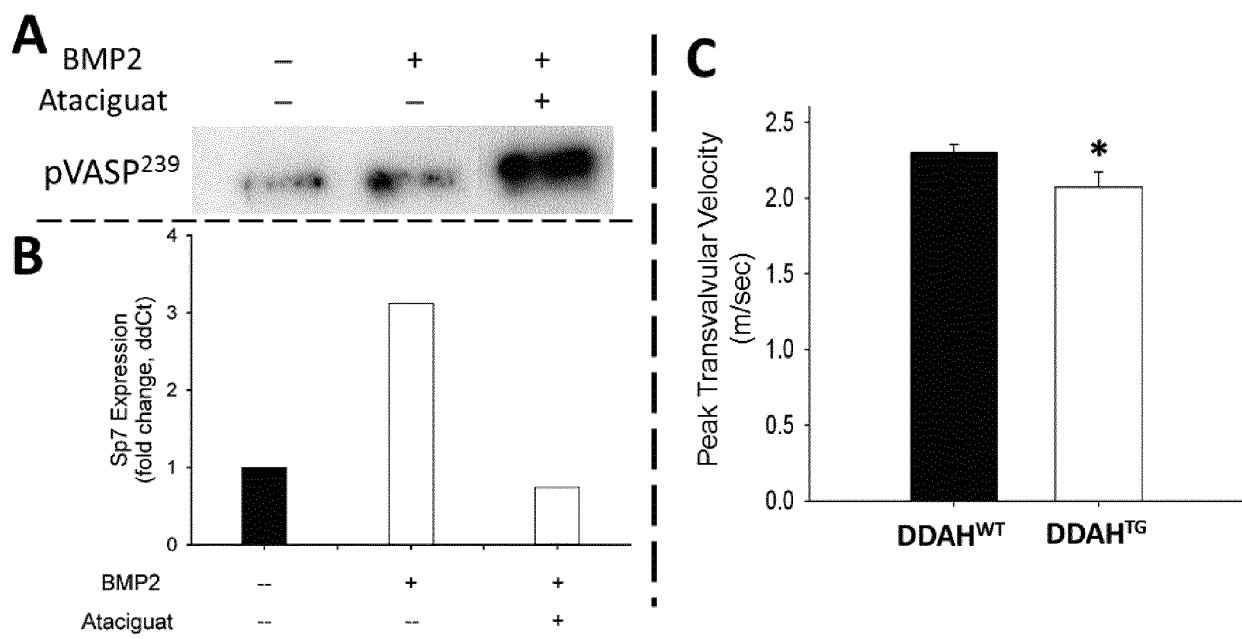 A
BMP2 – + +
Ataciguat – – +
pVASP²³⁹
B
Sp7 Expression
(fold change, ddCt)
4
3
2
1
0
BMP2 -- + +
Ataciguat -- -- +
C
Peak Transvalvular Velocity
(m/sec)
2.5
2.0
1.5
1.0
0.5
0.0
*
DDAHᵂᵀ DDAHᵀᴳ